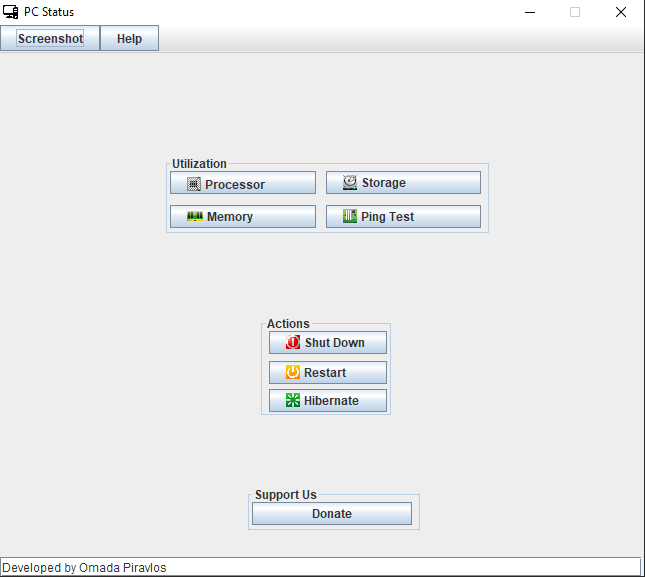 PC Status
Screenshot Help
Utilization
Processor Storage
Memory Ping Test
Actions
Shut Down
Restart
Hibernate
Support Us
Donate
Developed by Omada Piravlos